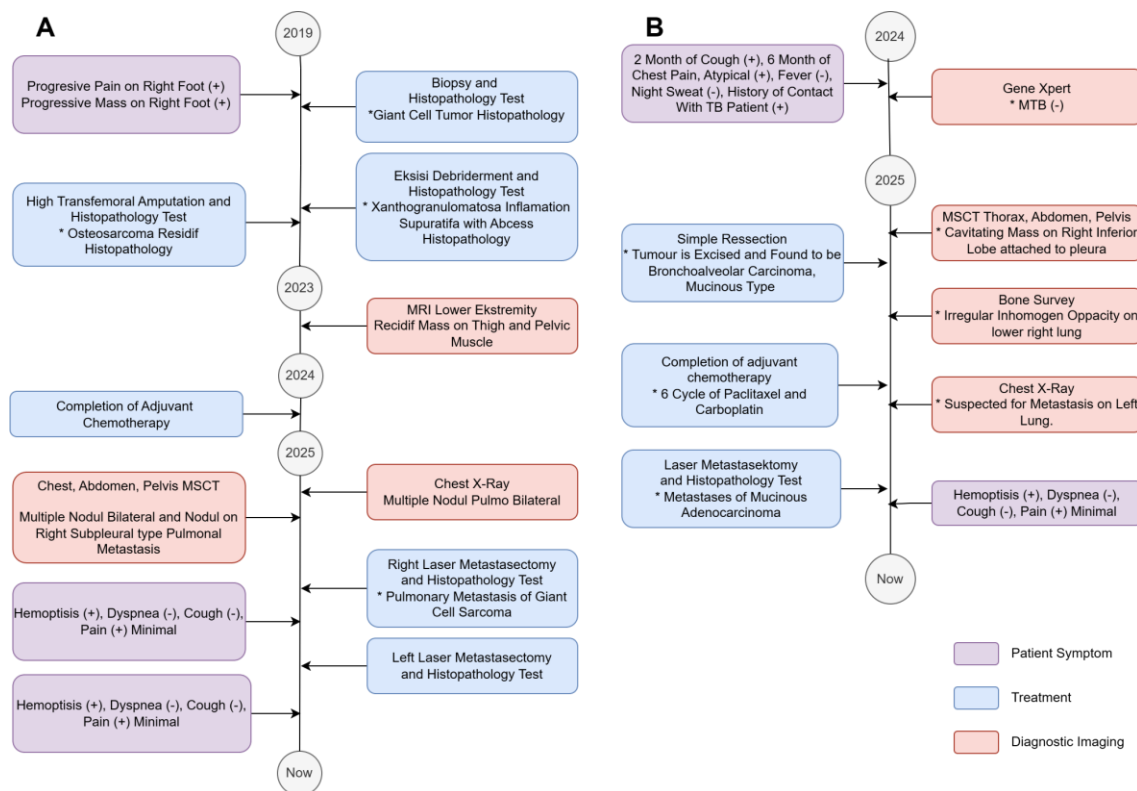 A
2019
Progresive Pain on Right Foot (+)
Progressive Mass on Right Foot (+)
Biopsy and
Histopathology Test
*Giant Cell Tumor Histopathology
High Transfemoral Amputation and
Histopathology Test
* Osteosarcoma Residif
Histopathology
Eksisi Debriderment and
Histopathology Test
* Xanthogranulomatosa Inflamation
Supuratifa with Abcess
Histopathology
2023
MRI Lower Ekstremity
Recidif Mass on Thigh and Pelvic
Muscle
2024
Completion of Adjuvant
Chemotherapy
2025
Chest, Abdomen, Pelvis MSCT
Multiple Nodul Bilateral and Nodul on
Right Subpleural type Pulmonal
Metastasis
Chest X-Ray
Multiple Nodul Pulmo Bilateral
Right Laser Metastasectomy
and Histopathology Test
* Pulmonary Metastasis of Giant
Cell Sarcoma
Hemoptisis (+), Dyspnea (-), Cough (-),
Pain (+) Minimal
Left Laser Metastasectomy
and Histopathology Test
Hemoptisis (+), Dyspnea (-), Cough (-),
Pain (+) Minimal
Now
B
2024
2 Month of Cough (+), 6 Month of
Chest Pain, Atypical (+), Fever (-),
Night Sweat (-), History of Contact
With TB Patient (+)
Gene Xpert
* MTB (-)
2025
MSCT Thorax, Abdomen, Pelvis
* Cavitating Mass on Right Inferior
Lobe attached to pleura
Simple Ressection
* Tumour is Excised and Found to be
Bronchoalveolar Carcinoma,
Mucinous Type
Bone Survey
* Irregular Inhomogen Oppacity on
lower right lung
Completion of adjuvant
chemotherapy
* 6 Cycle of Paclitaxel and
Carboplatin
Chest X-Ray
* Suspected for Metastasis on Left
Lung.
Laser Metastasektomy
and Histopathology Test
* Metastases of Mucinous
Adenocarcinoma
Hemoptisis (+), Dyspnea (-),
Cough (-), Pain (+) Minimal
Now
Patient Symptom
Treatment
Diagnostic Imaging